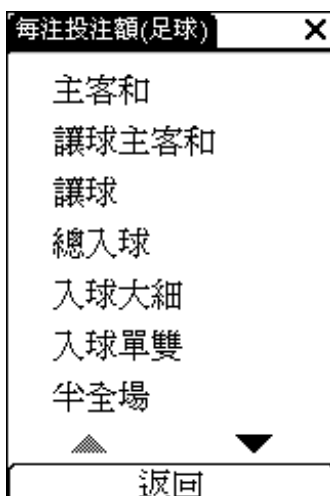 每注投注額(足球)
主客和
讓球主客和
讓球
總入球
入球大細
入球單雙
半全場
返回